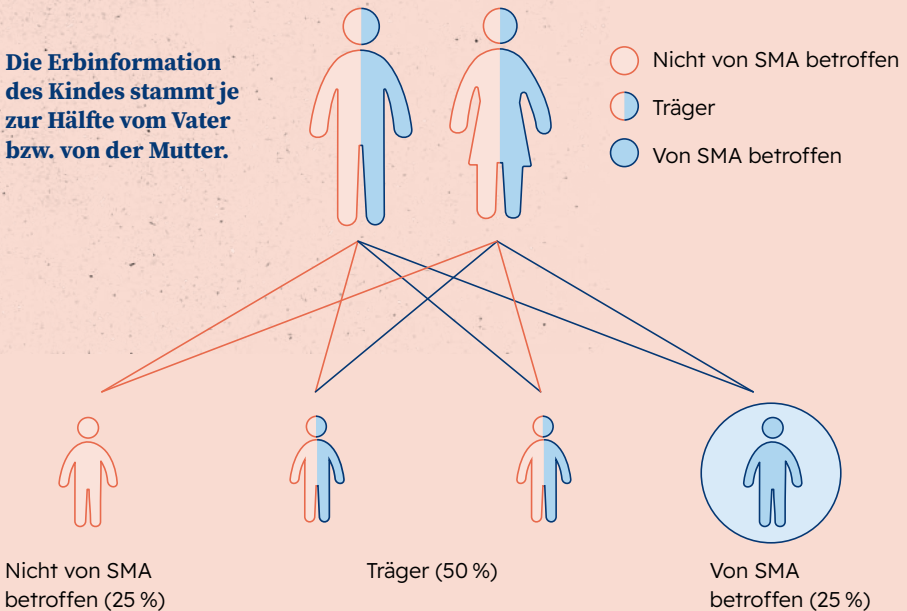 Die Erbinformation
des Kindes stammt je
zur Hälfte vom Vater
bzw. von der Mutter.
Nicht von SMA betroffen
Träger
Von SMA betroffen
Nicht von SMA
betroffen (25 %)
Träger (50 %)
Von SMA
betroffen (25 %)